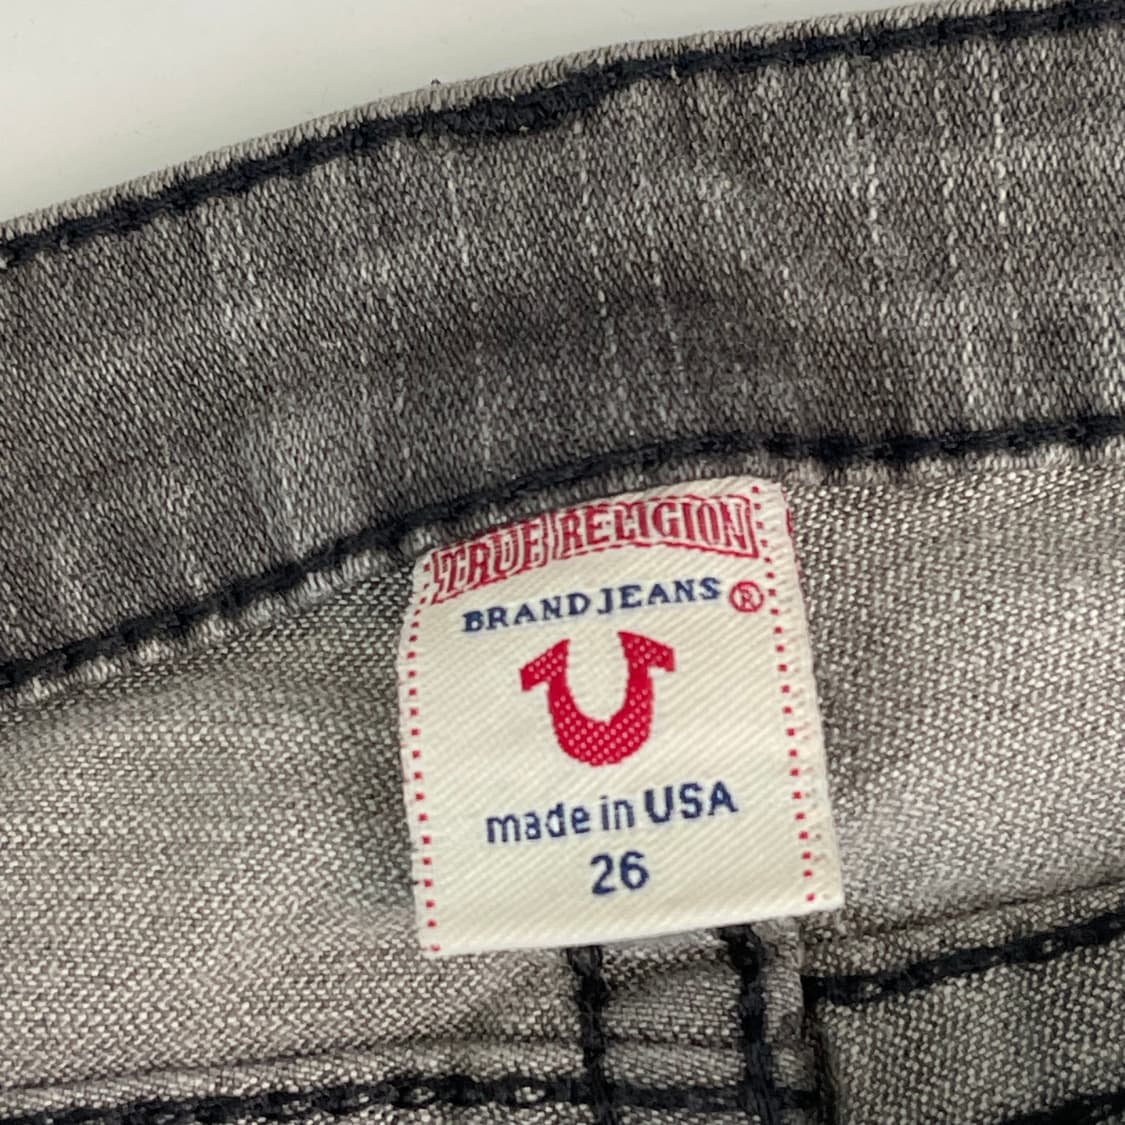 TRUE RELIGION
BRAND JEANS ®
made in USA
26